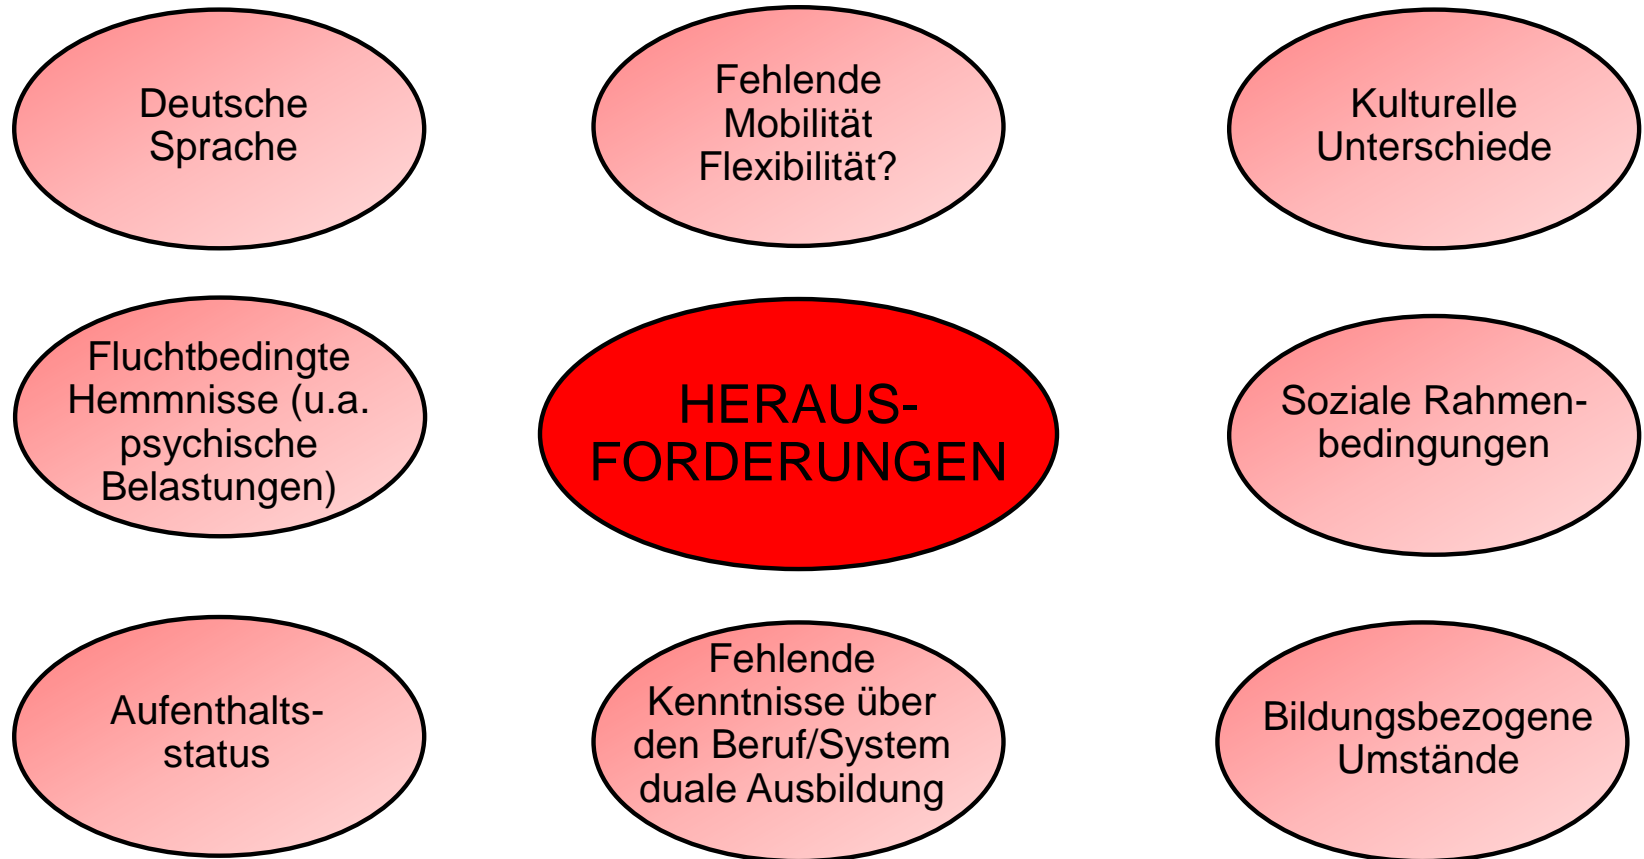 Deutsche
Sprache
Fehlende
Mobilität
Flexibilität?
Kulturelle
Unterschiede
Fluchtbedingte
Hemmnisse (u.a.
psychische
Belastungen)
HERAUS-
FORDERUNGEN
Soziale Rahmen-
bedingungen
Aufenthalts-
status
Fehlende
Kenntnisse über
den Beruf/System
duale Ausbildung
Bildungsbezogene
Umstände